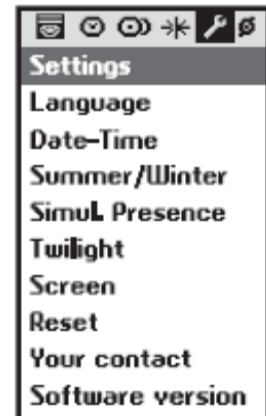 Settings
Language
Date-Time
Summer/Winter
Simul. Presence
Twilight
Screen
Reset
Your contact
Software version